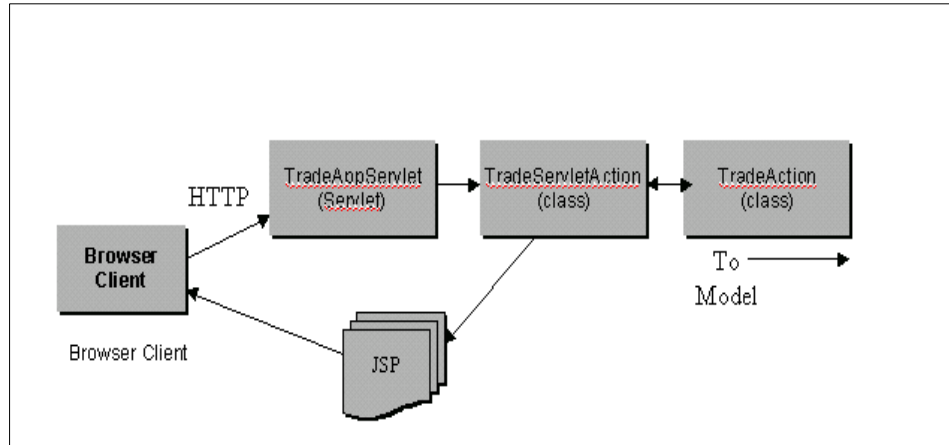 TradeAppServlet
(Servlet)
TradeServletAction
(class)
TradeAction
(class)
HTTP
Browser
Client
To
Model
Browser Client
JSP